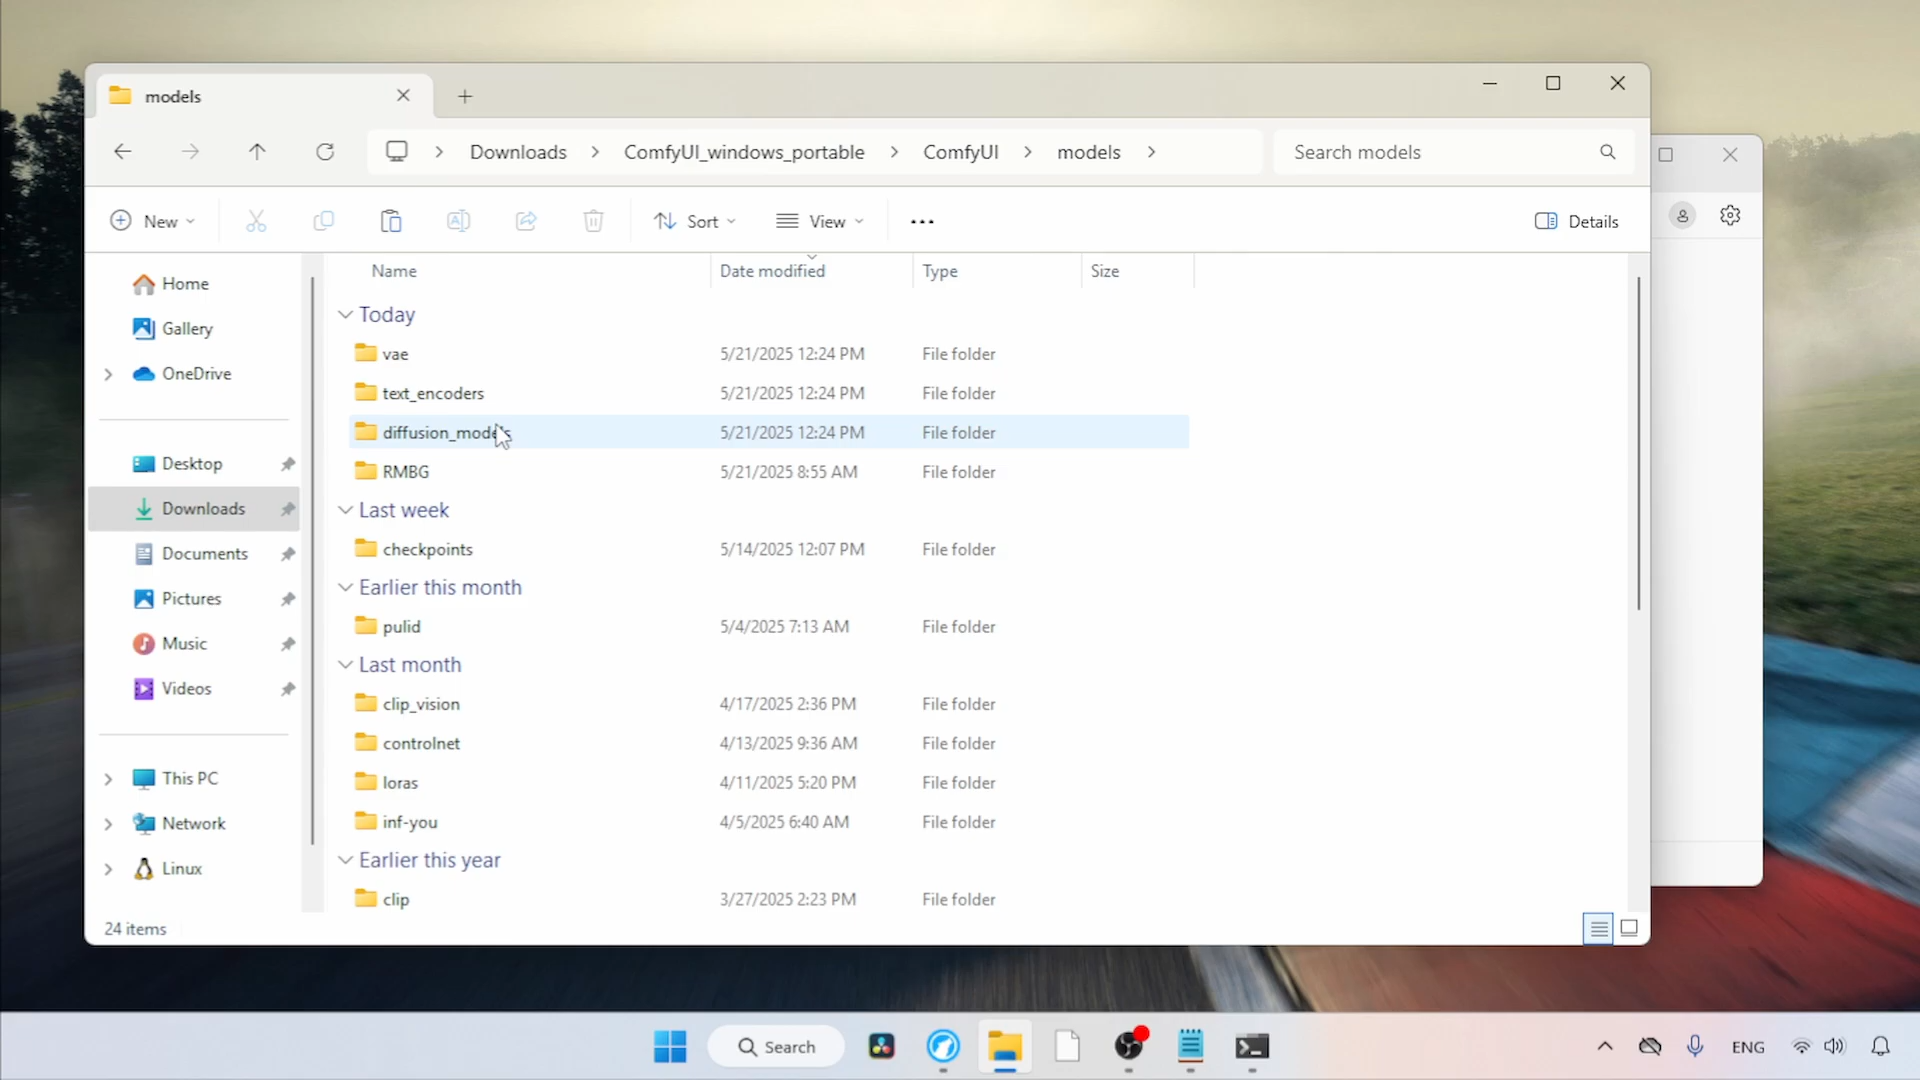 models
Downloads > ComfyUI_windows_portable > ComfyUI > models >
Search models
New
Sort
View
Details
Home
Gallery
OneDrive
Desktop
Downloads
Documents
Pictures
Music
Videos
This PC
Network
Linux
Name Date modified Type Size
Today
vae 5/21/2025 12:24 PM File folder
text_encoders 5/21/2025 12:24 PM File folder
diffusion_models 5/21/2025 12:24 PM File folder
RMBG 5/21/2025 8:55 AM File folder
Last week
checkpoints 5/14/2025 12:07 PM File folder
Earlier this month
pulid 5/4/2025 7:13 AM File folder
Last month
clip_vision 4/17/2025 2:36 PM File folder
controlnet 4/13/2025 9:36 AM File folder
loras 4/11/2025 5:20 PM File folder
inf-you 4/5/2025 6:40 AM File folder
Earlier this year
clip 3/27/2025 2:23 PM File folder
24 items
Search
ENG